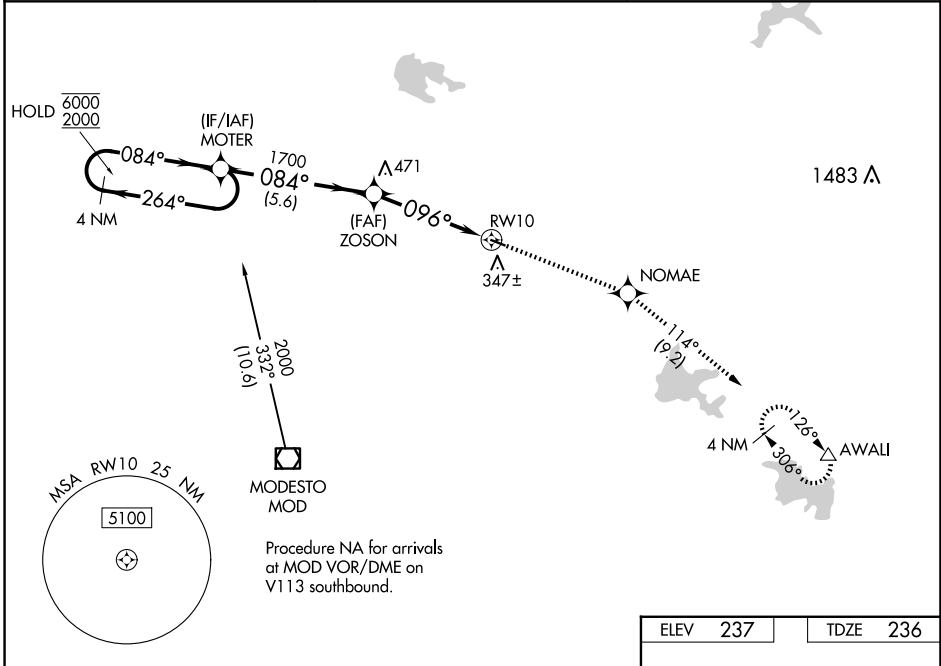 HOLD 6000
2000
(IF/IAF)
MOTER
084°
264°
4 NM
1700
084°
(5.6)
471
(FAF)
ZOSON
096°
RW10
347±
1483
NOMAE
114°
(9.2)
4 NM
126°
306°
AWALI
2000
332°
(10.6)
MODESTO
MOD
MSA RW10 25 NM
5100
Procedure NA for arrivals
at MOD VOR/DME on
V113 southbound.
ELEV 237
TDZE 236